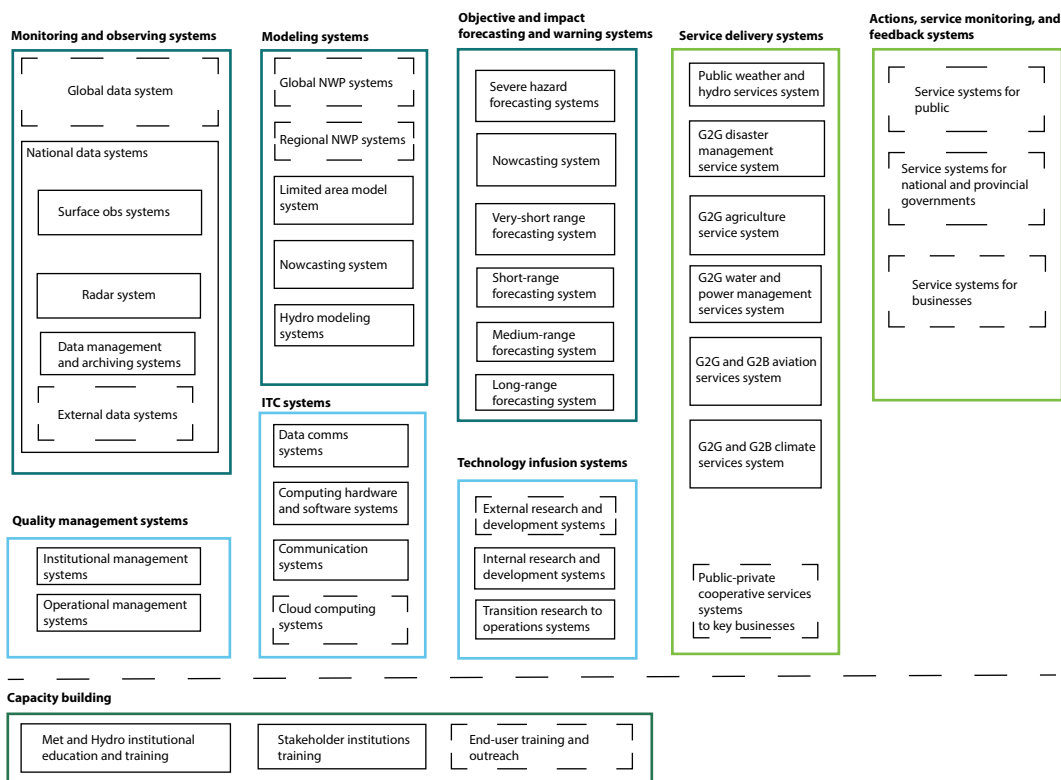 Monitoring and observing systems
Global data system
National data systems
Surface obs systems
Radar system
Data management
and archiving systems
External data systems
Quality management systems
Institutional management
systems
Operational management
systems
Modeling systems
Global NWP systems
Regional NWP systems
Limited area model
system
Nowcasting system
Hydro modeling
systems
ITC systems
Data comms
systems
Computing hardware
and software systems
Communication
systems
Cloud computing
systems
Objective and impact
forecasting and warning systems
Severe hazard
forecasting systems
Nowcasting system
Very-short range
forecasting system
Short-range
forecasting system
Medium-range
forecasting system
Long-range
forecasting system
Technology infusion systems
External research and
development systems
Internal research and
development systems
Transition research to
operations systems
Service delivery systems
Public weather and
hydro services system
G2G disaster
management
service system
G2G agriculture
service system
G2G water and
power management
services system
G2G and G2B aviation
services system
G2G and G2B climate
services system
Public-private
cooperative services
systems
to key businesses
Actions, service monitoring, and
feedback systems
Service systems for
public
Service systems for
national and provincial
governments
Service systems for
businesses
Capacity building
Met and Hydro institutional
education and training
Stakeholder institutions
training
End-user training and
outreach